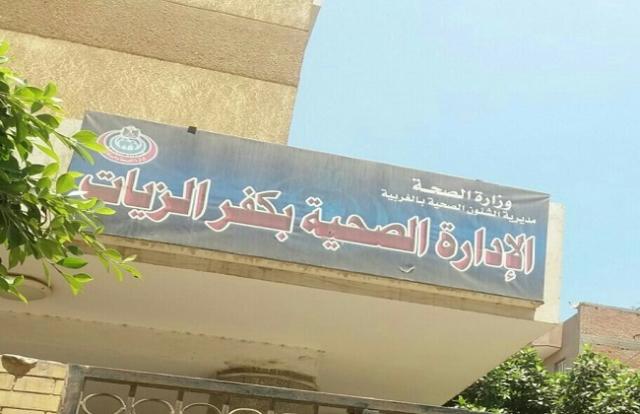 وزارة الصحة
مديرية الشئون الصحية بالغربية
الإدارة الصحية بكفر الزيات